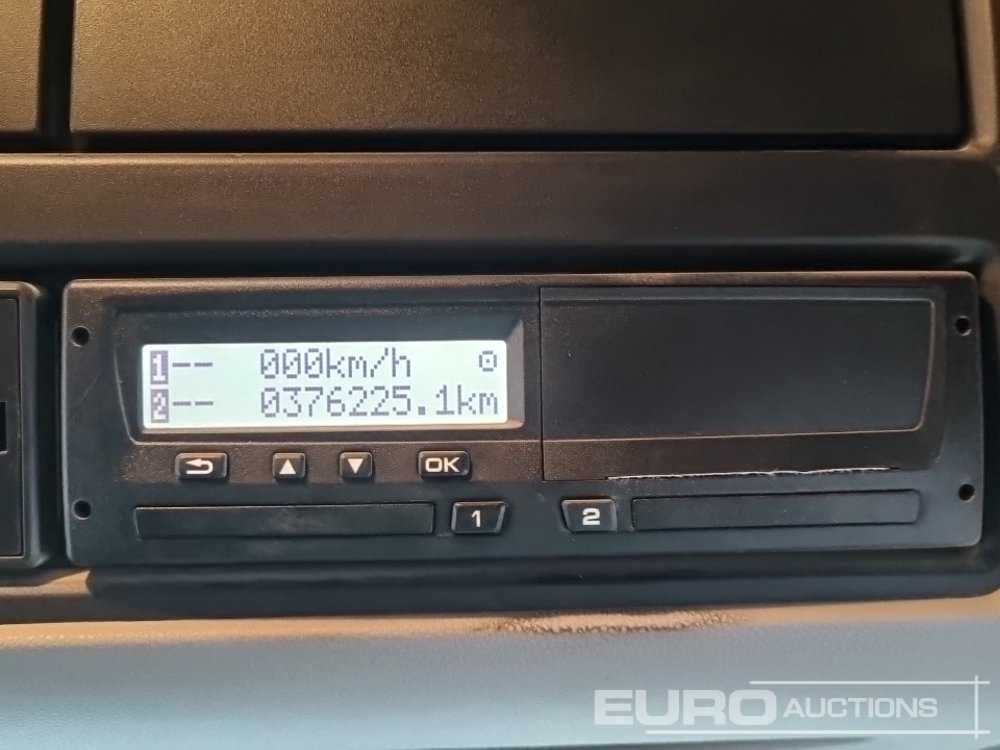 1-- 000km/h
2-- 0376225.1km
OK
1 2
EURO AUCTIONS